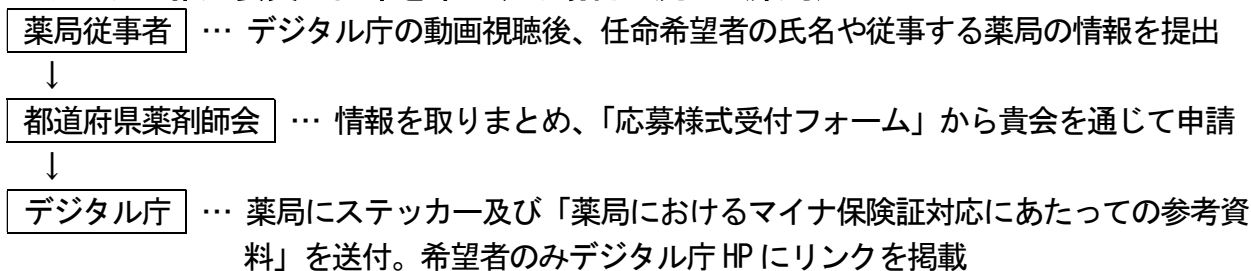 薬局従事者 … デジタル庁の動画視聴後、任命希望者の氏名や従事する薬局の情報を提出
↓
都道府県薬剤師会 … 情報を取りまとめ、「応募様式受付フォーム」から貴会を通じて申請
↓
デジタル庁 … 薬局にステッカー及び「薬局におけるマイナ保険証対応にあたっての参考資
料」を送付。希望者のみデジタル庁 HP にリンクを掲載